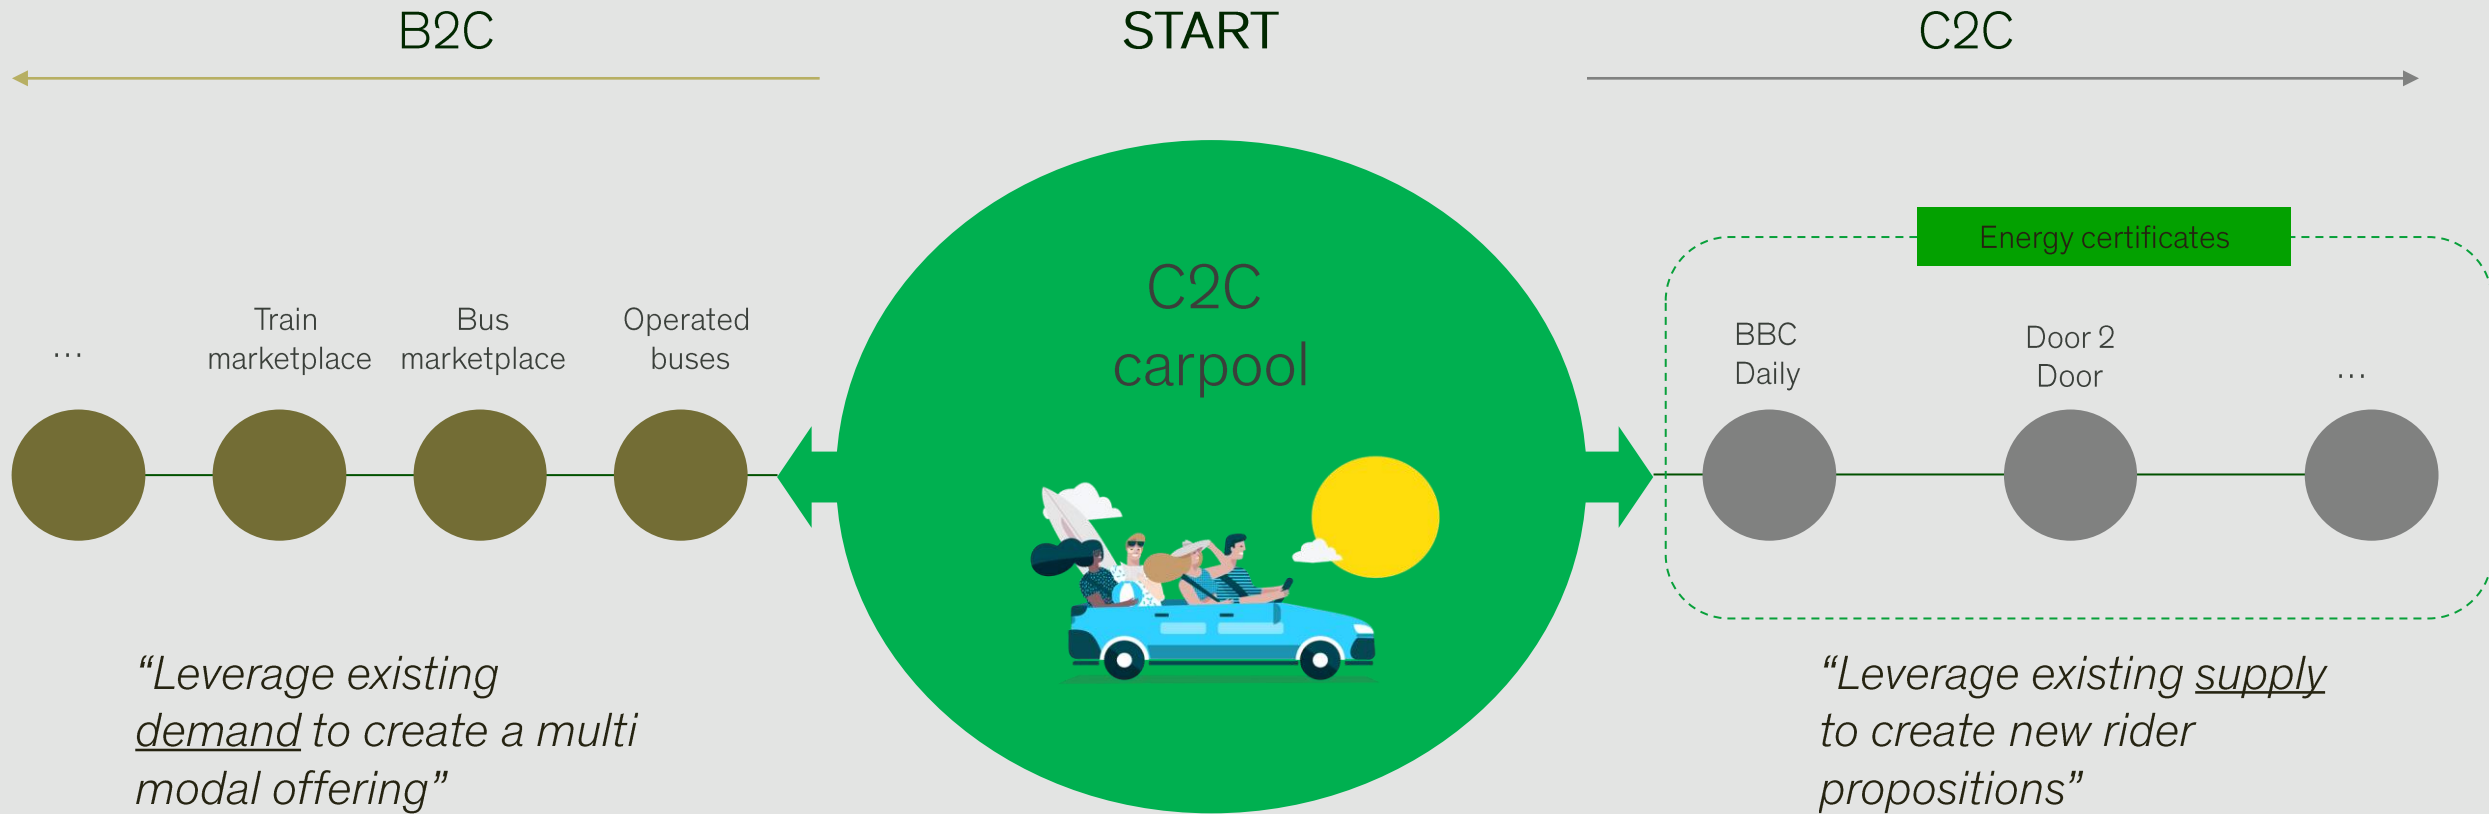 B2C
START
C2C
Energy certificates
C2C
carpool
...
Train
marketplace
Bus
marketplace
Operated
buses
BBC
Daily
Door 2
Door
...
“Leverage existing
demand to create a multi
modal offering”
“Leverage existing supply
to create new rider
propositions”